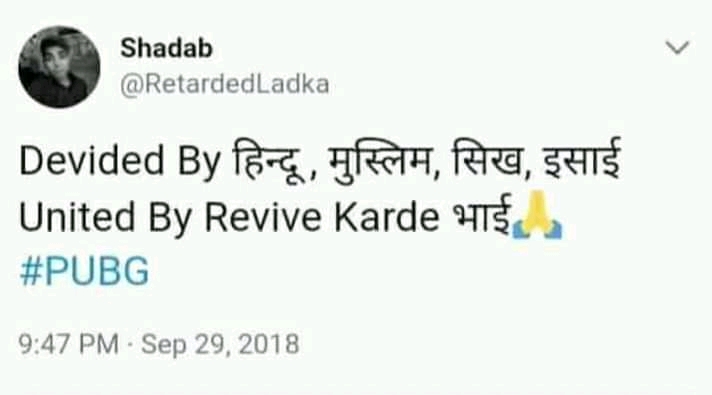 Shadab
@RetardedLadka
Devided By हिन्दू, मुस्लिम, सिख, इसाई
United By Revive Karde भाई🙏
#PUBG
9:47 PM · Sep 29, 2018